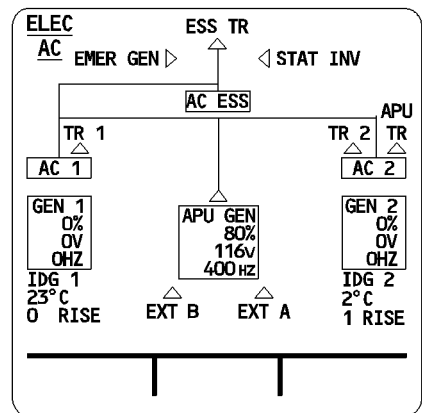 ELEC
AC
ESS TR
EMER GEN
STAT INV
AC ESS
APU
TR 1
TR 2
TR
AC 1
AC 2
GEN 1
0%
0V
0HZ
APU GEN
80%
116V
400 HZ
GEN 2
0%
0V
0HZ
IDG 1
23°C
0 RISE
EXT B
EXT A
IDG 2
2°C
1 RISE